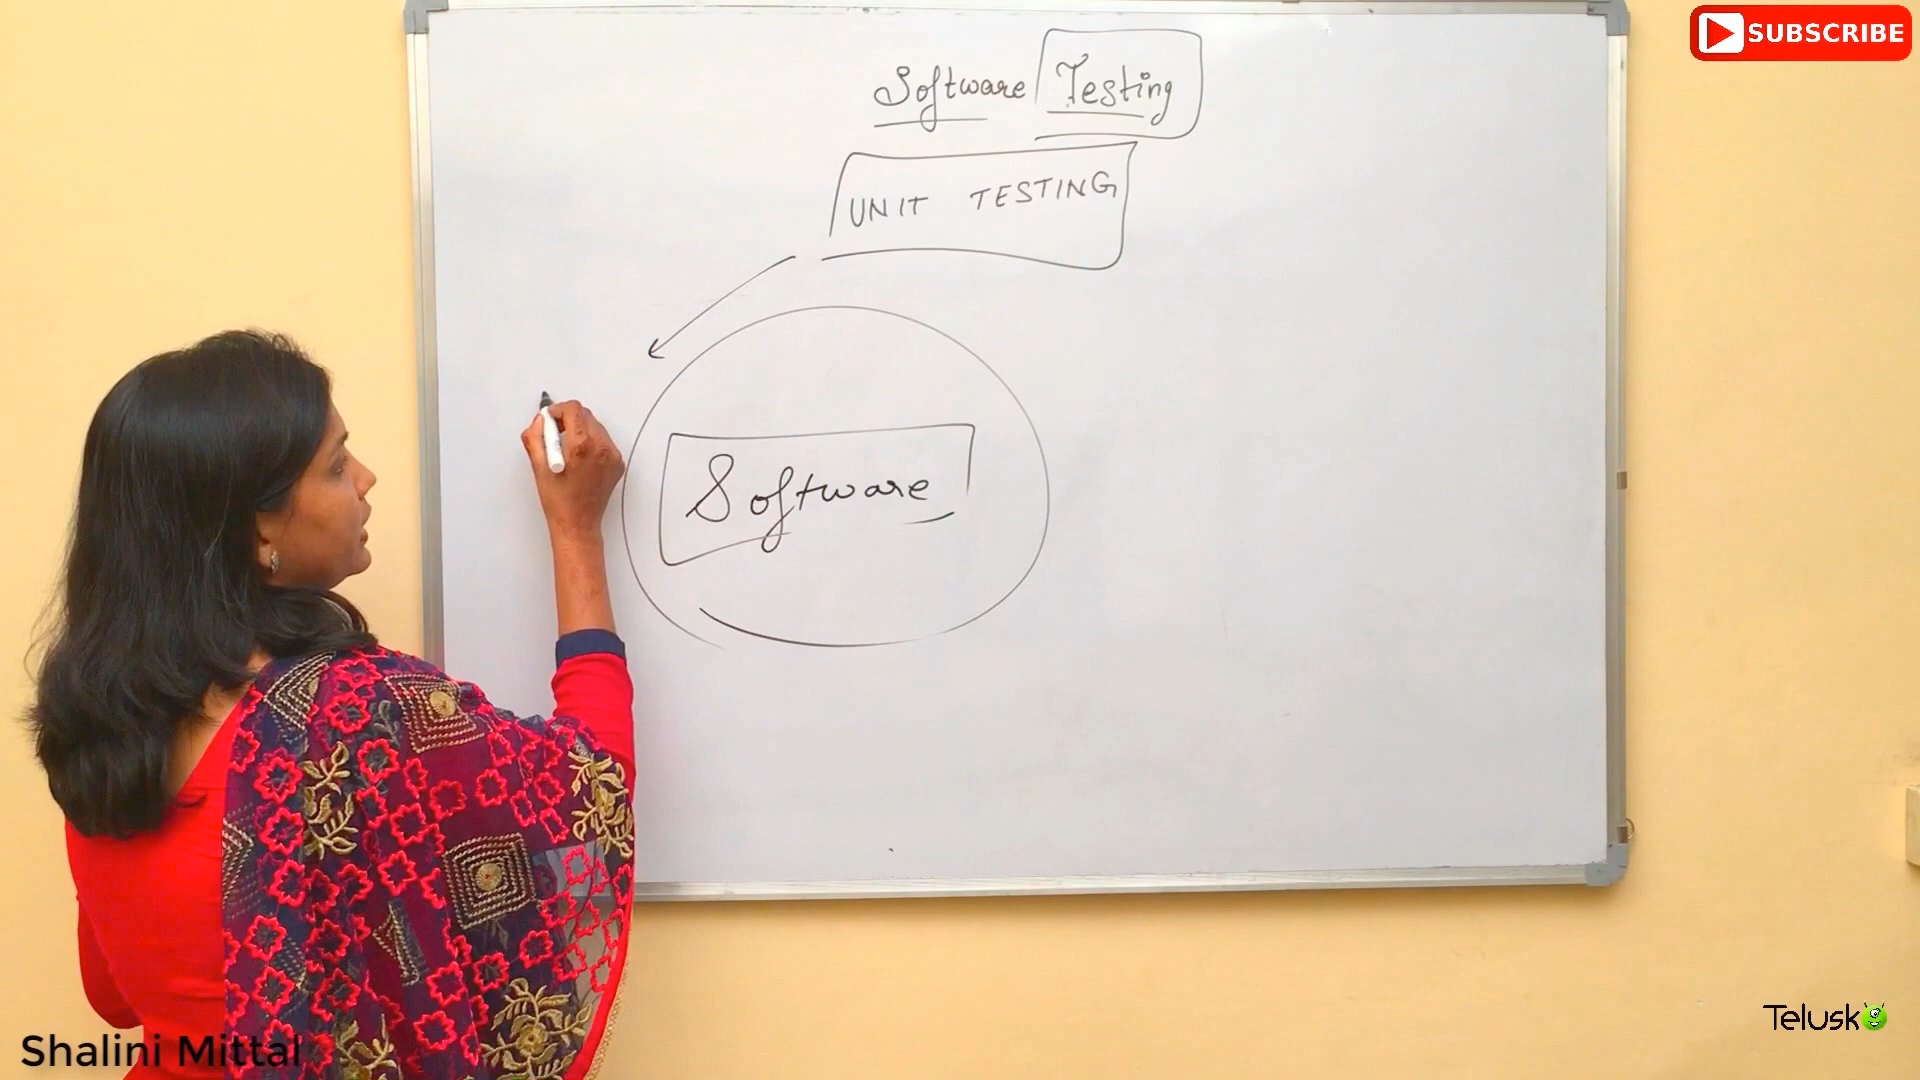 SUBSCRIBE
Software Testing
UNIT TESTING
Software
Telusko
Shalini Mittal